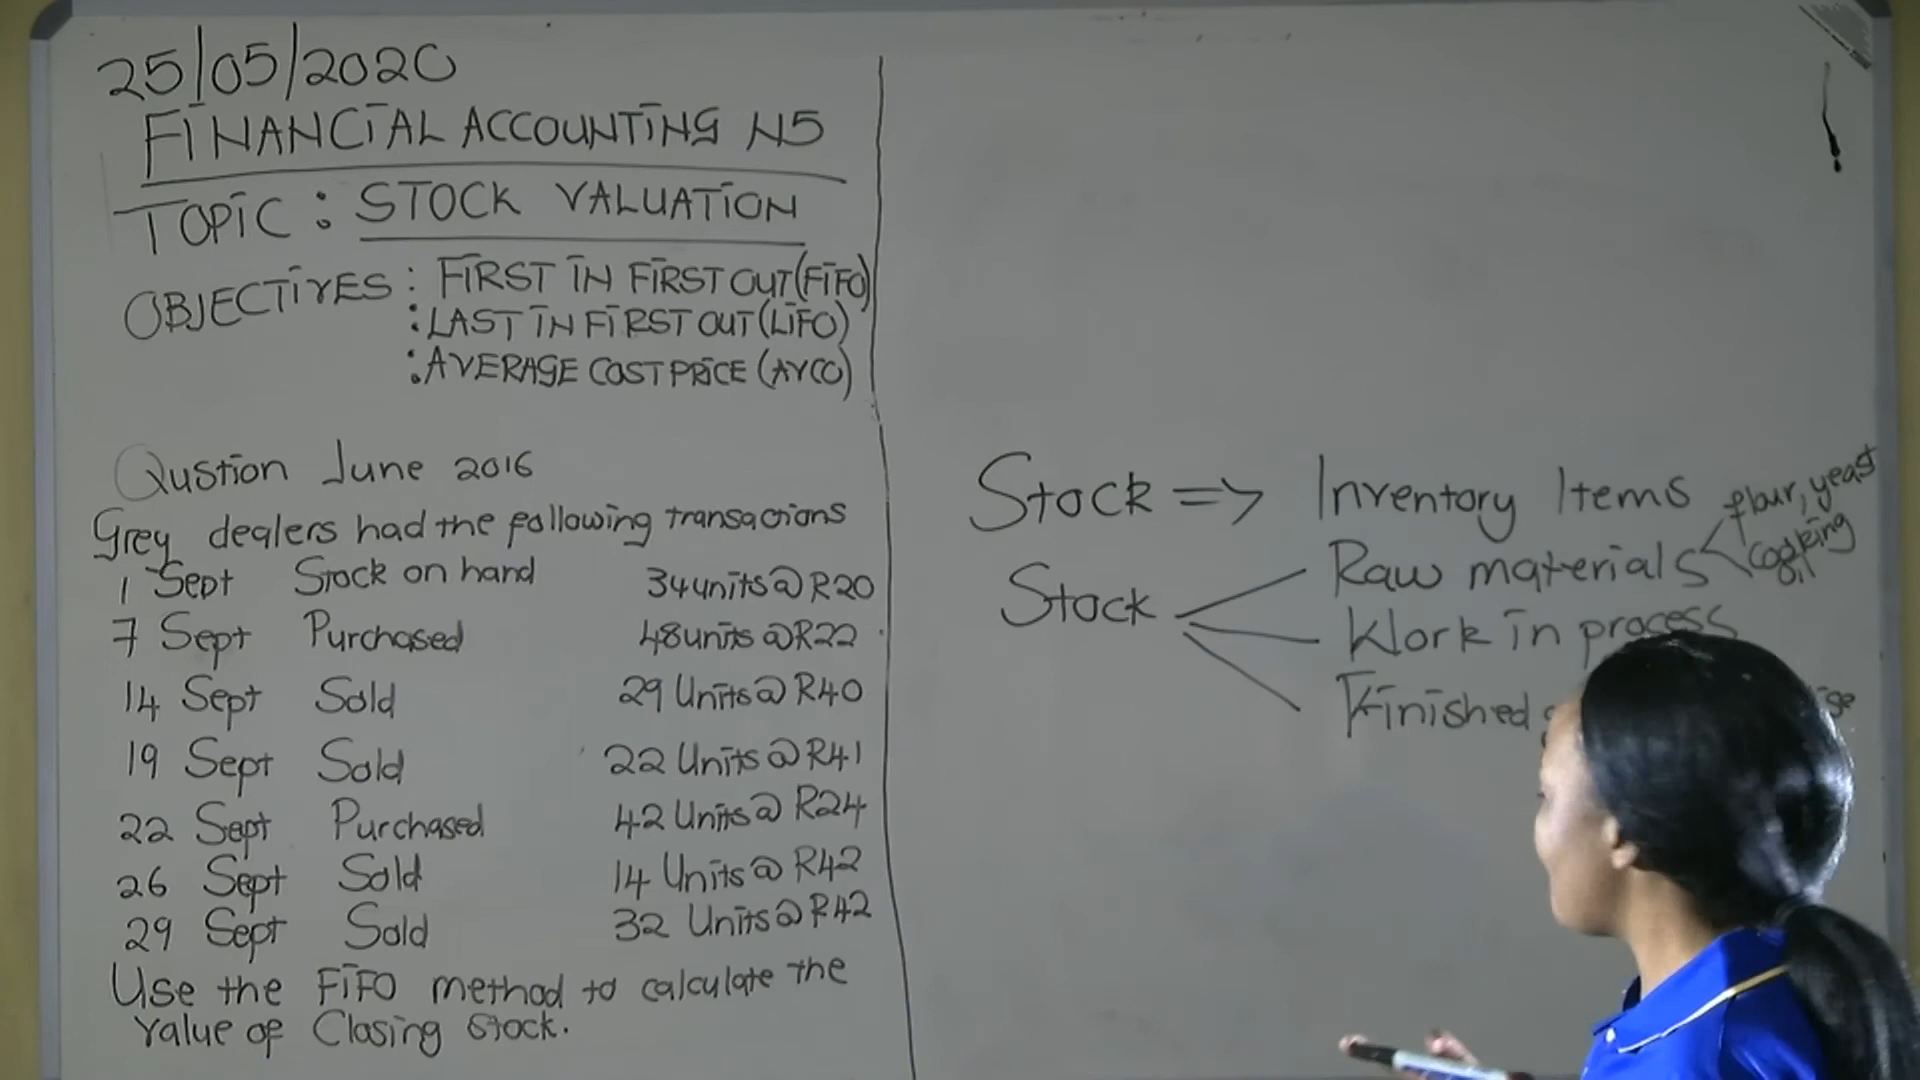 25/05/2020
FINANCIAL ACCOUNTING N5
TOPIC : STOCK VALUATION
OBJECTIVES : FIRST IN FIRST OUT (FIFO)
: LAST IN FIRST OUT (LIFO)
: AVERAGE COST PRICE (AVCO)
Qustion June 2016
Grey dealers had the following transactions
1 Sept Stock on hand 34 units @ R20
7 Sept Purchased 48 units @ R22
14 Sept Sold 29 Units @ R40
19 Sept Sold 22 Units @ R41
22 Sept Purchased 42 Units @ R24
26 Sept Sold 14 Units @ R42
29 Sept Sold 32 Units @ R42
Use the FIFO method to calculate the
value of Closing Stock.
Stock => Inventory Items
Stock
Raw materials
flour, yeast
cooking
oil
Work in process
Finished